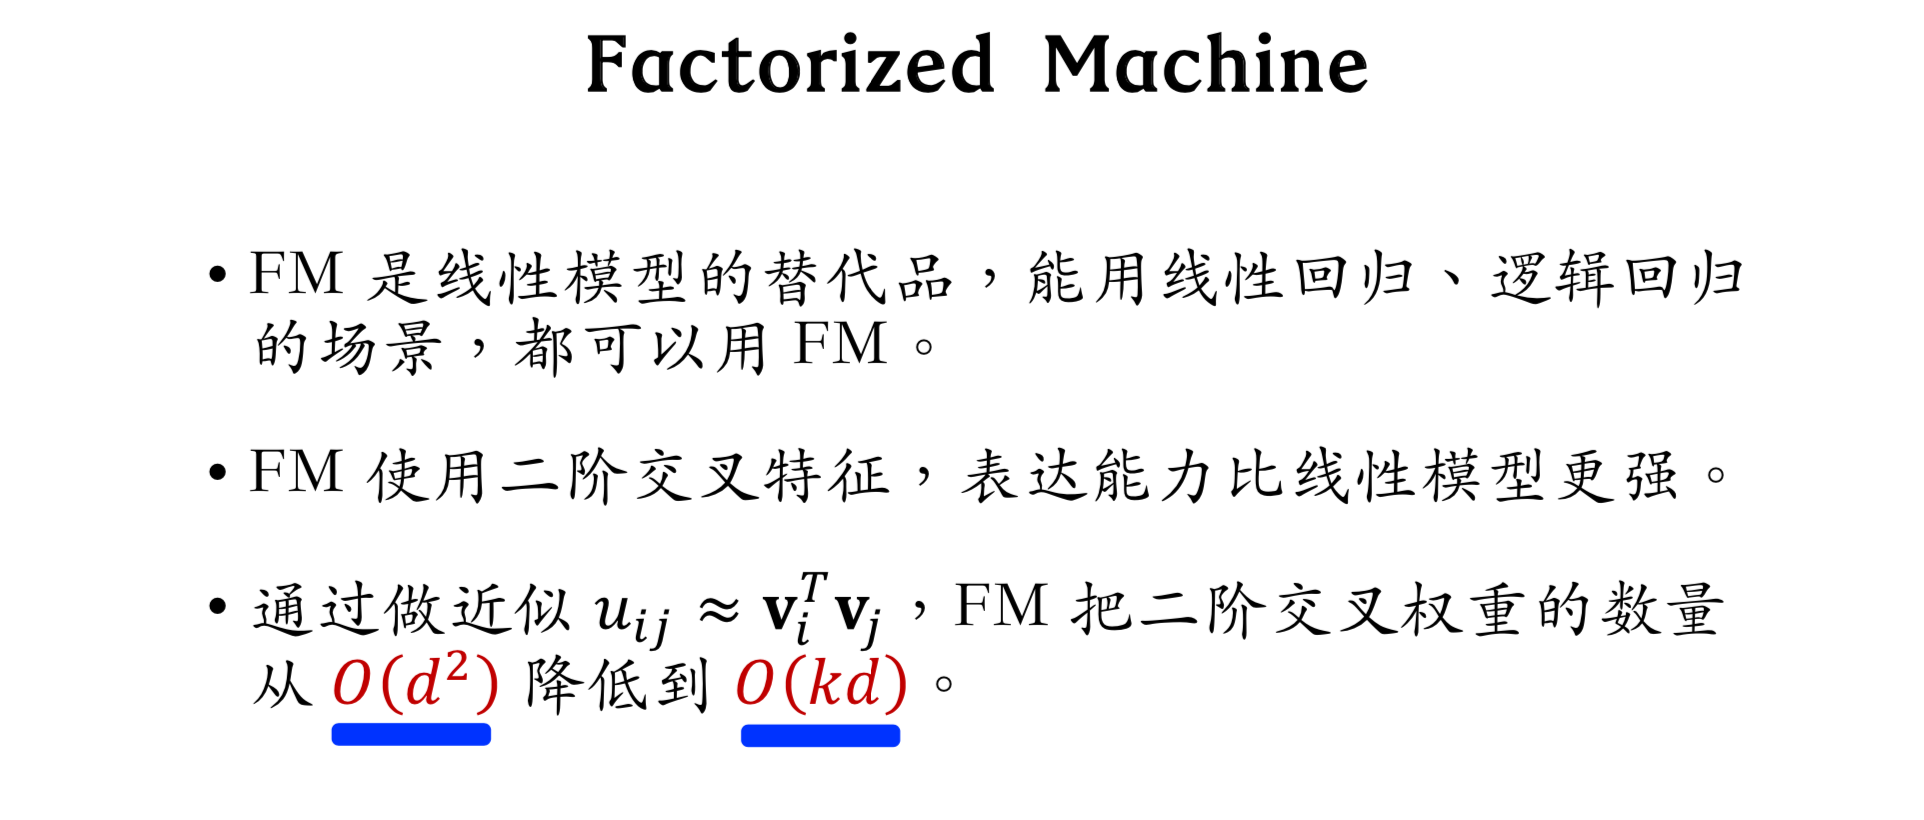 Factorized Machine
• FM 是线性模型的替代品，能用线性回归、逻辑回归
的场景，都可以用 FM。
• FM 使用二阶交叉特征，表达能力比线性模型更强。
• 通过做近似 $u_{ij} \approx \mathbf{v}_i^T \mathbf{v}_j$，FM 把二阶交叉权重的数量
从 $O(d^2)$ 降低到 $O(kd)$。